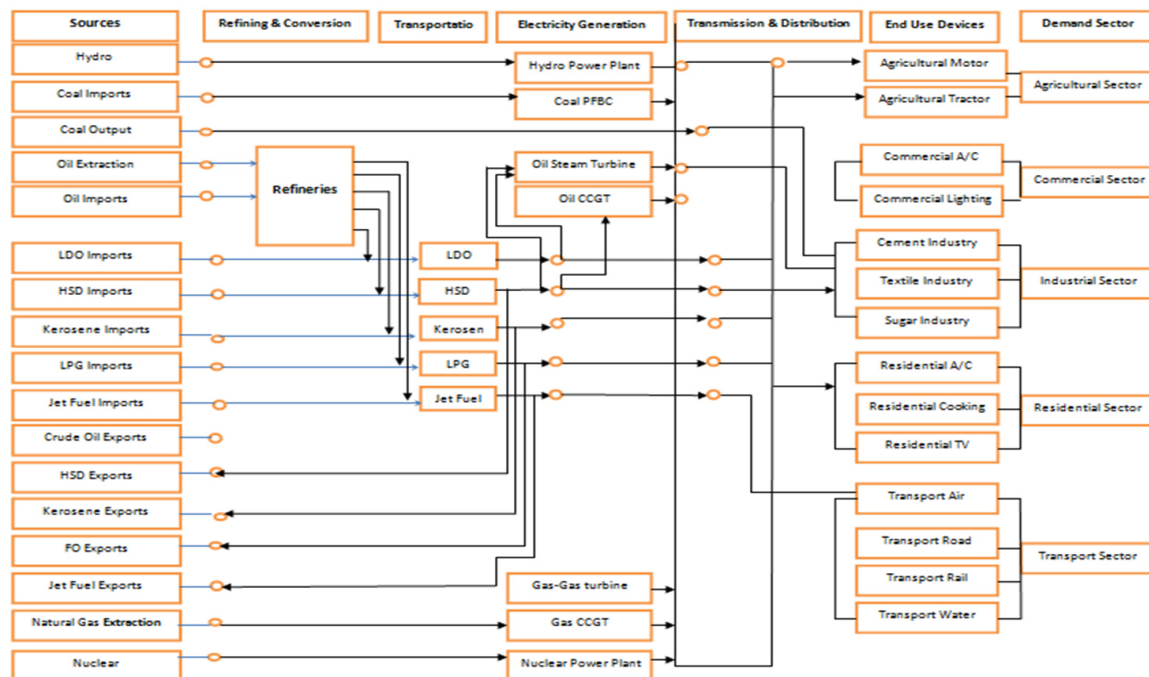 Sources
Refining & Conversion
Transportatio
Electricity Generation
Transmission & Distribution
End Use Devices
Demand Sector
Hydro
Coal Imports
Coal Output
Oil Extraction
Oil Imports
LDO Imports
HSD Imports
Kerosene Imports
LPG Imports
Jet Fuel Imports
Crude Oil Exports
HSD Exports
Kerosene Exports
FO Exports
Jet Fuel Exports
Natural Gas Extraction
Nuclear
Refineries
LDO
HSD
Kerosen
LPG
Jet Fuel
Hydro Power Plant
Coal PFBC
Oil Steam Turbine
Oil CCGT
Gas-Gas turbine
Gas CCGT
Nuclear Power Plant
Agricultural Motor
Agricultural Tractor
Commercial A/C
Commercial Lighting
Cement Industry
Textile Industry
Sugar Industry
Residential A/C
Residential Cooking
Residential TV
Transport Air
Transport Road
Transport Rail
Transport Water
Agricultural Sector
Commercial Sector
Industrial Sector
Residential Sector
Transport Sector